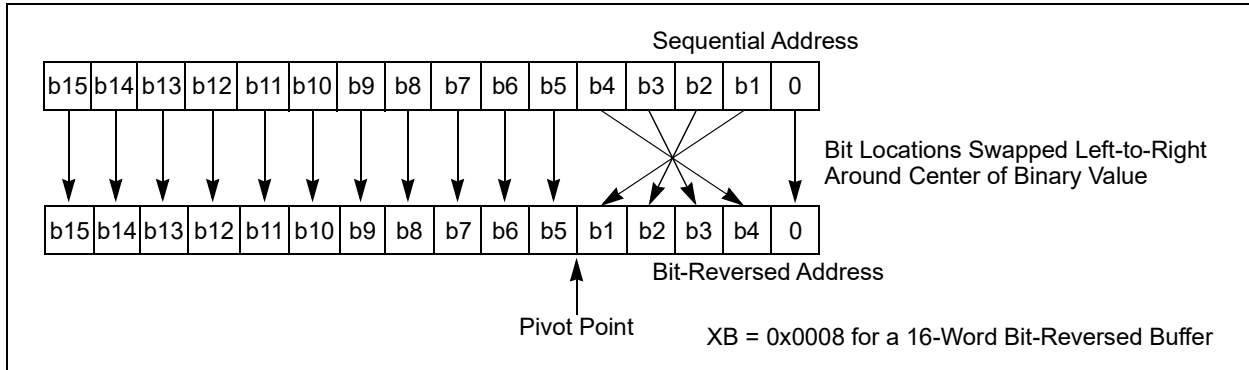 Sequential Address
b15 b14 b13 b12 b11 b10 b9 b8 b7 b6 b5 b4 b3 b2 b1 0
Bit Locations Swapped Left-to-Right
Around Center of Binary Value
b15 b14 b13 b12 b11 b10 b9 b8 b7 b6 b5 b1 b2 b3 b4 0
Bit-Reversed Address
Pivot Point
XB = 0x0008 for a 16-Word Bit-Reversed Buffer